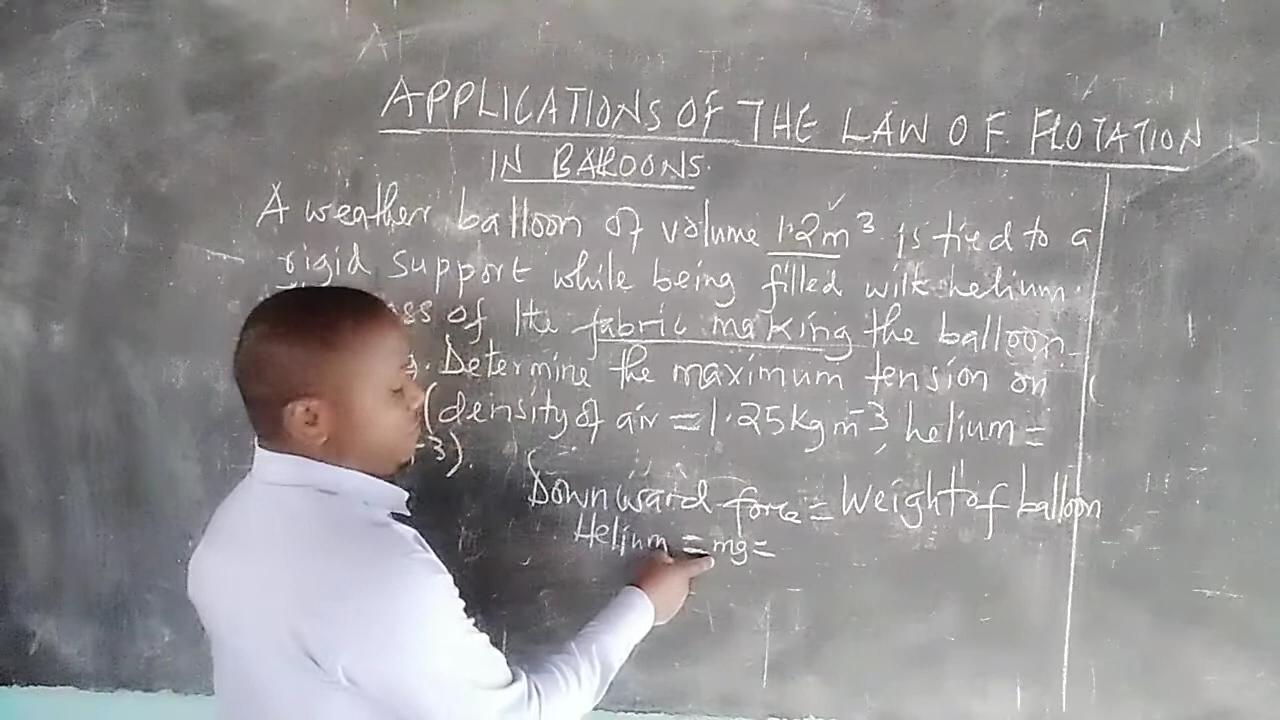 APPLICATIONS OF THE LAW OF FLOTATION
IN BAROONS.
A weather balloon of volume 1.2m³ is tied to a
rigid support while being filled with helium.
of the fabric making the balloon
Determine the maximum tension on
(density of air = 1.25kgm⁻³, helium =
⁻³).
Downward force = Weight of balloon
Helium = mg =